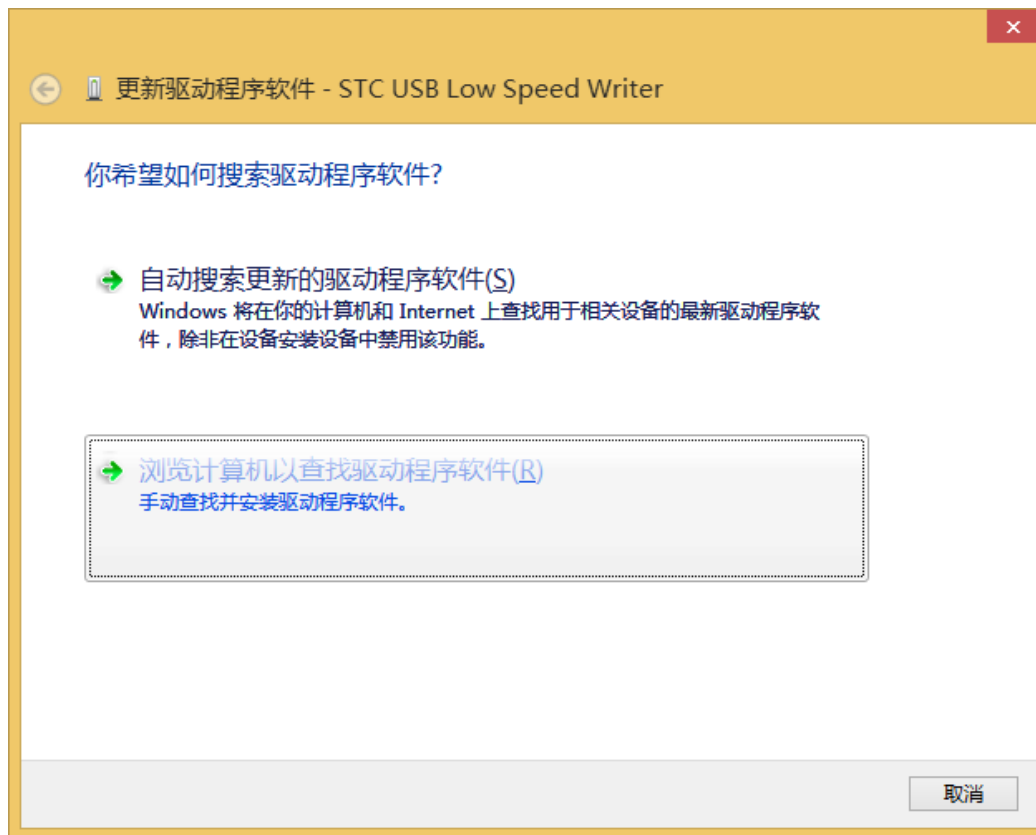 更新驱动程序软件 - STC USB Low Speed Writer
你希望如何搜索驱动程序软件?
自动搜索更新的驱动程序软件(S)
Windows 将在你的计算机和 Internet 上查找用于相关设备的最新驱动程序软
件，除非在设备安装设备中禁用该功能。
浏览计算机以查找驱动程序软件(R)
手动查找并安装驱动程序软件。
取消